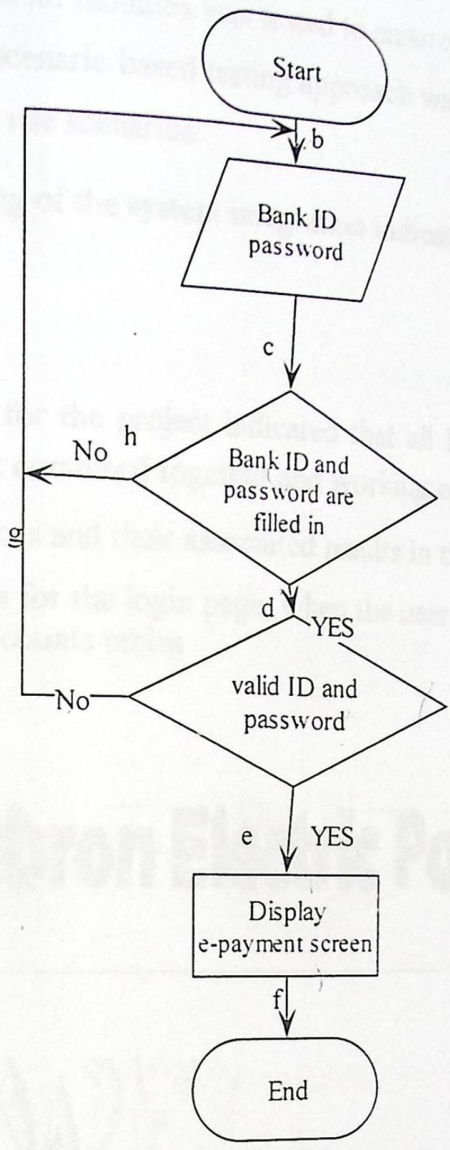 Start
b
Bank ID
password
c
Bank ID and
password are
filled in
No h
g
d
YES
valid ID and
password
No
e YES
Display
e-payment screen
f
End